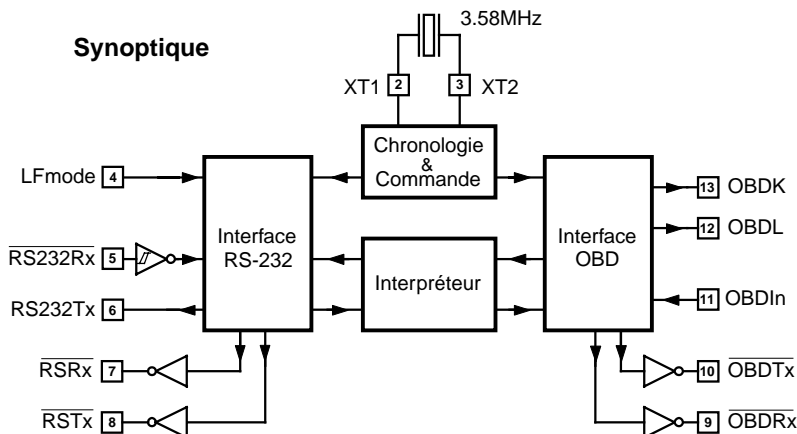 3.58MHz
Synoptique
XT1 2 3 XT2
Chronologie
&
Commande
LFmode 4
13 OBDK
12 OBDL
Interface
RS-232
Interface
OBD
RS232Rx 5
Interpréteur
RS232Tx 6
11 OBDIn
RSRx 7
10 OBDTx
RSTx 8
9 OBDRx